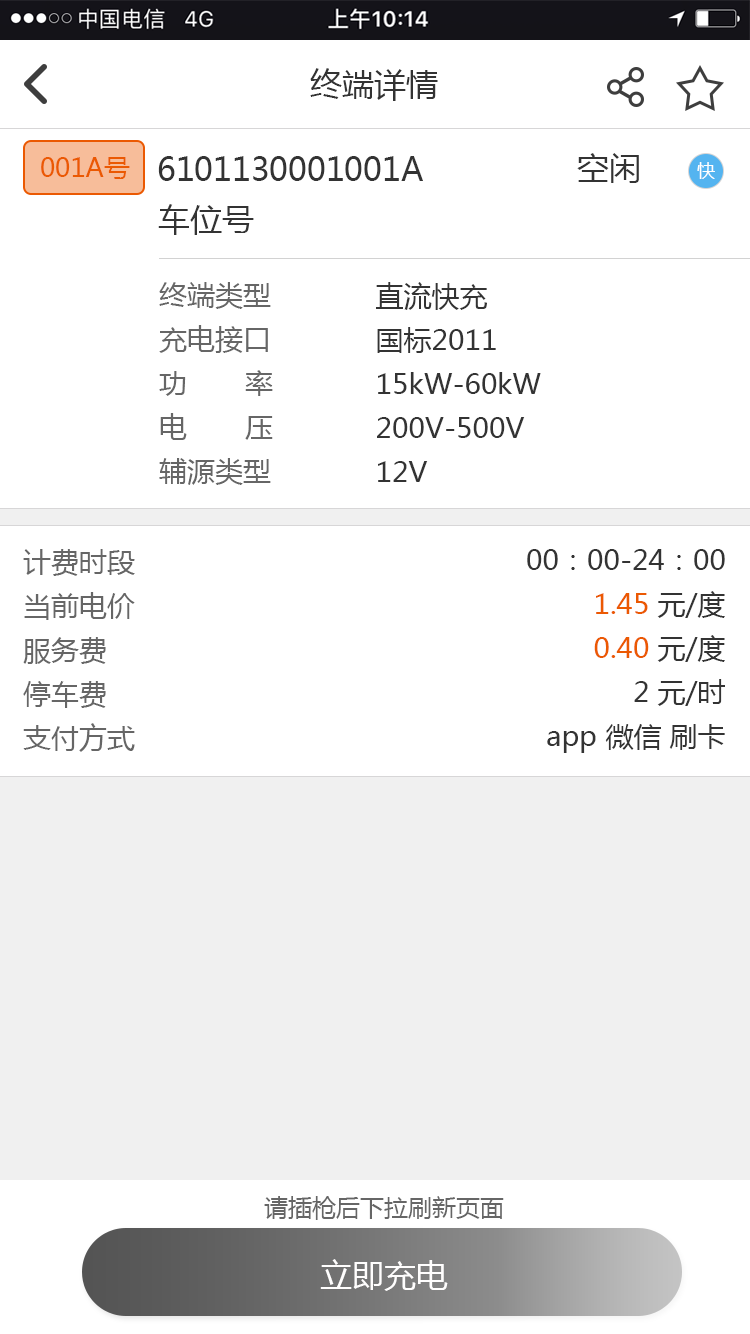 中国电信 4G 上午10:14
终端详情
001A号 6101130001001A 空闲 快
车位号
终端类型 直流快充
充电接口 国标2011
功 率 15kW-60kW
电 压 200V-500V
辅源类型 12V
计费时段 00：00-24：00
当前电价 1.45 元/度
服务费 0.40 元/度
停车费 2 元/时
支付方式 app 微信 刷卡
请插枪后下拉刷新页面
立即充电